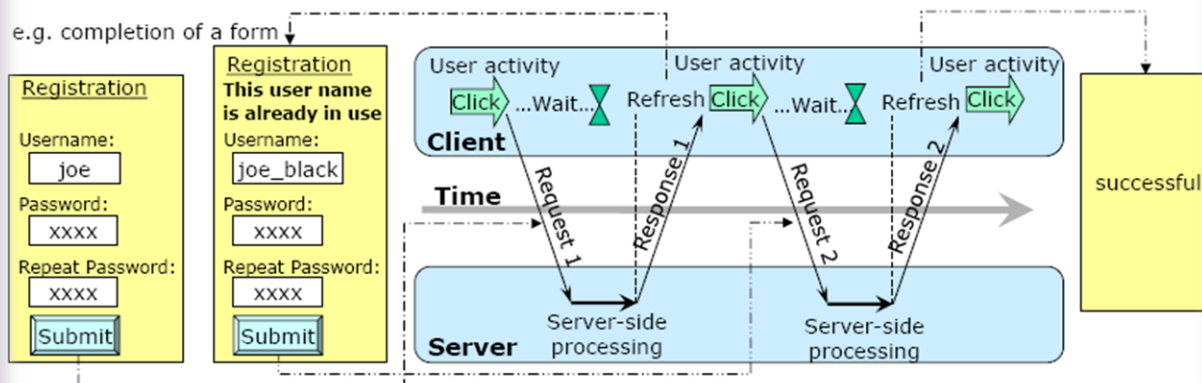 e.g. completion of a form
Registration
Username:
joe
Password:
xxxx
Repeat Password:
xxxx
Submit
Registration
This user name
is already in use
Username:
joe_black
Password:
xxxx
Repeat Password:
xxxx
Submit
User activity
Click
...Wait...
Refresh
User activity
Click
...Wait...
Refresh
User activity
Click
Client
Time
Request 1
Response 1
Request 2
Response 2
Server-side
processing
Server-side
processing
Server
successful